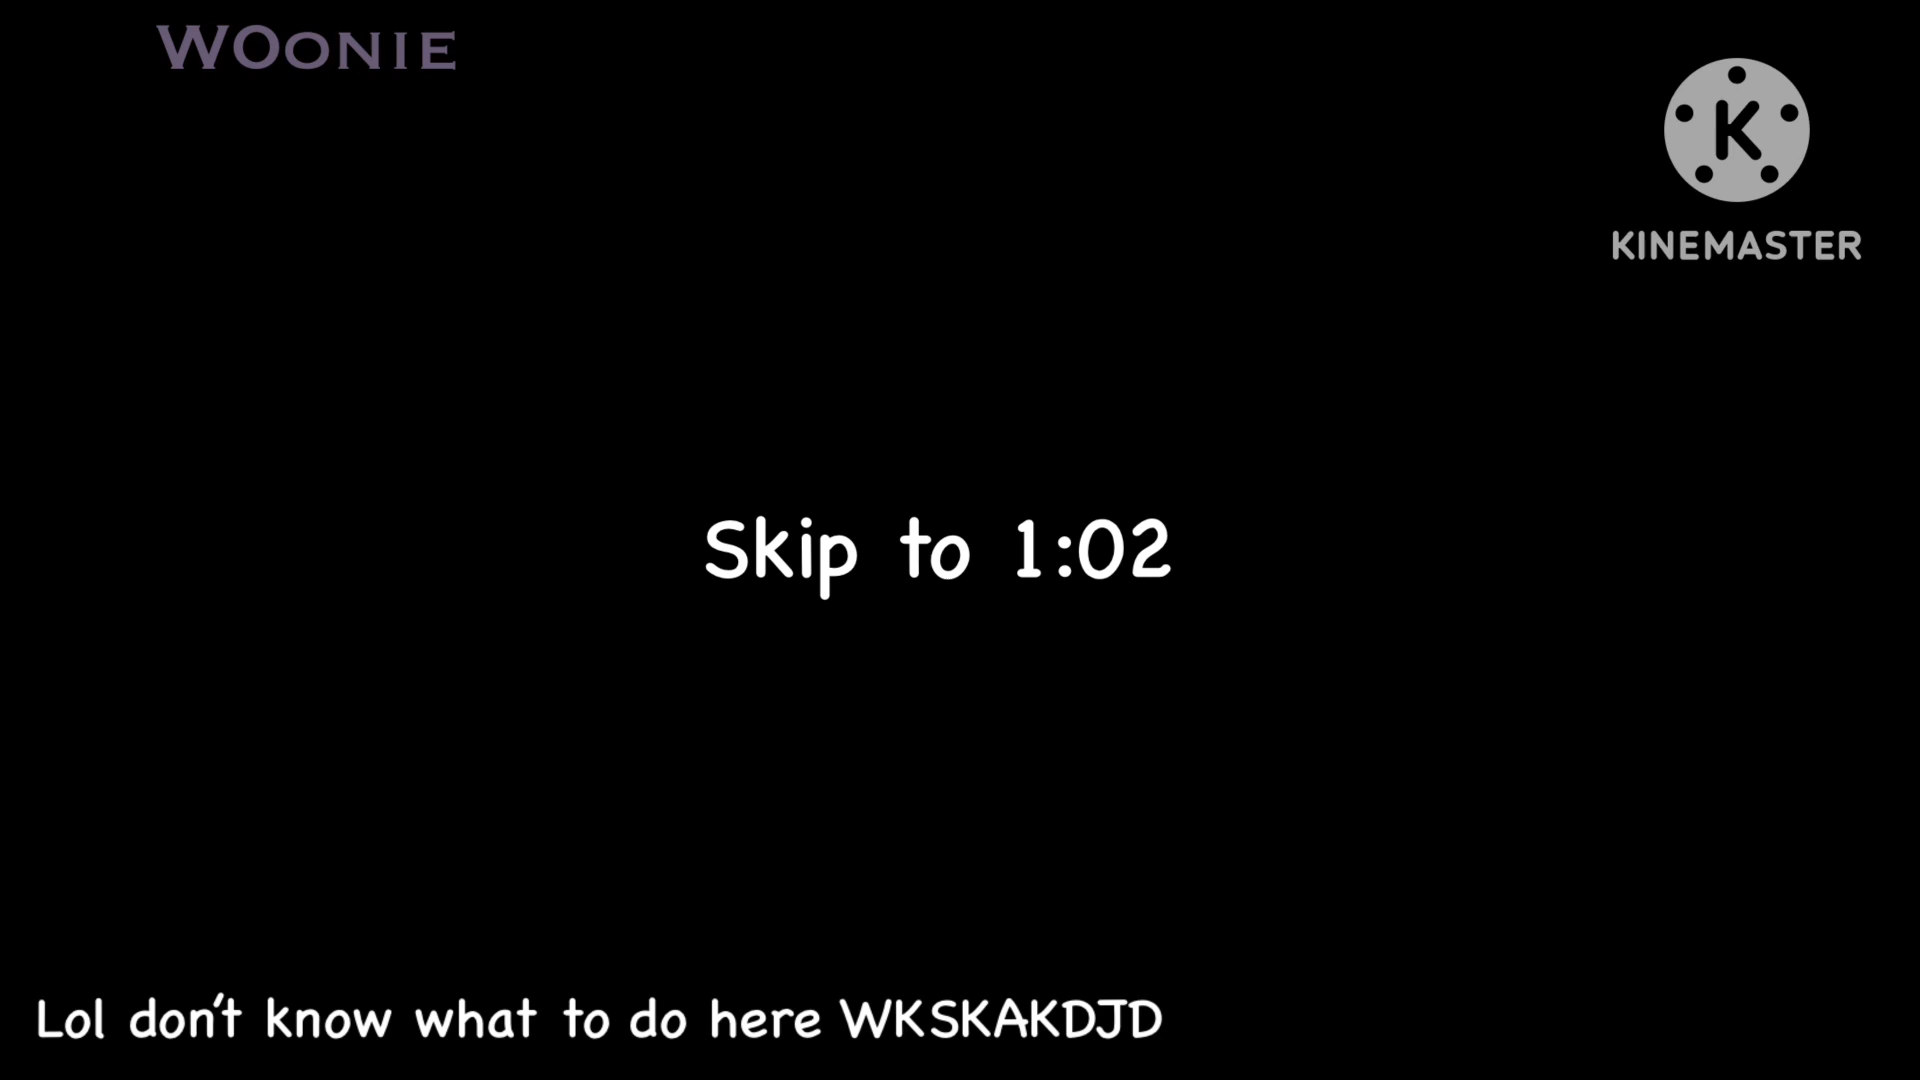 WOONIE
K
KINEMASTER
Skip to 1:02
Lol don't know what to do here WKSKAKDJD